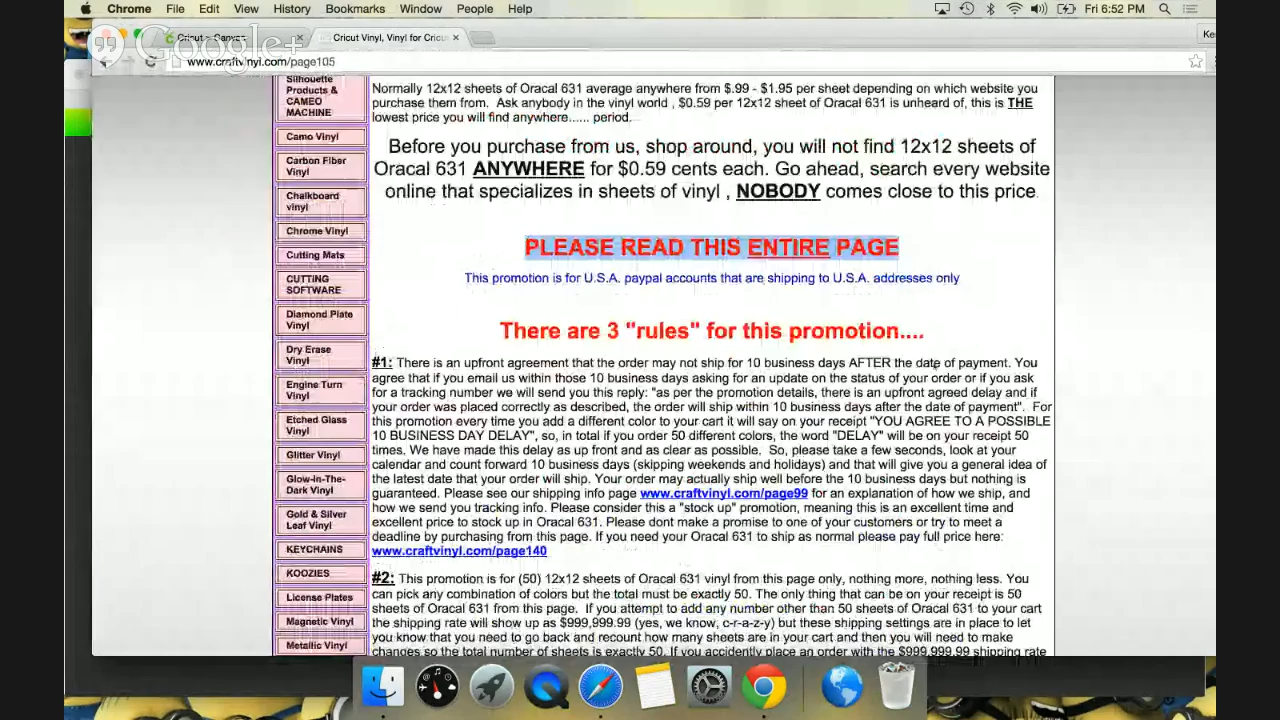 Chrome File Edit View History Bookmarks Window People Help Fri 6:52 PM
Google+
Cricut Vinyl, Vinyl for Cricu
www.craftvinyl.com/page105
Silhouette
Products &
CAMEO
MACHINE
Camo Vinyl
Carbon Fiber
Vinyl
Chalkboard
vinyl
Chrome Vinyl
Cutting Mats
CUTTING
SOFTWARE
Diamond Plate
Vinyl
Dry Erase
Vinyl
Engine Turn
Vinyl
Etched Glass
Vinyl
Glitter Vinyl
Glow-In-The-
Dark Vinyl
Gold & Silver
Leaf Vinyl
KEYCHAINS
KOOZIES
License Plates
Magnetic Vinyl
Metallic Vinyl
Normally 12x12 sheets of Oracal 631 average anywhere from $.99 - $1.95 per sheet depending on which website you
purchase them from. Ask anybody in the vinyl world , $0.59 per 12x12 sheet of Oracal 631 is unheard of, this is THE
lowest price you will find anywhere...... period.
Before you purchase from us, shop around, you will not find 12x12 sheets of
Oracal 631 ANYWHERE for $0.59 cents each. Go ahead, search every website
online that specializes in sheets of vinyl , NOBODY comes close to this price.
PLEASE READ THIS ENTIRE PAGE
This promotion is for U.S.A. paypal accounts that are shipping to U.S.A. addresses only
There are 3 "rules" for this promotion....
#1: There is an upfront agreement that the order may not ship for 10 business days AFTER the date of payment. You
agree that if you email us within those 10 business days asking for an update on the status of your order or if you ask
for a tracking number we will send you this reply: "as per the promotion details, there is an upfront agreed delay and if
your order was placed correctly as described, the order will ship within 10 business days after the date of payment". For
this promotion every time you add a different color to your cart it will say on your receipt "YOU AGREE TO A POSSIBLE
10 BUSINESS DAY DELAY", so, in total if you order 50 different colors, the word "DELAY" will be on your receipt 50
times. We have made this delay as up front and as clear as possible. So, please take a few seconds, look at your
calendar and count forward 10 business days (skipping weekends and holidays) and that will give you a general idea of
the latest date that your order will ship. Your order may actually ship well before the 10 business days but nothing is
guaranteed. Please see our shipping info page www.craftvinyl.com/page99 for an explanation of how we ship, and
how we send you tracking info. Please consider this a "stock up" promotion, meaning this is an excellent time and
excellent price to stock up in Oracal 631. Please dont make a promise to one of your customers or try to meet a
deadline by purchasing from this page. If you need your Oracal 631 to ship as normal please pay full price here:
www.craftvinyl.com/page140
#2: This promotion is for (50) 12x12 sheets of Oracal 631 vinyl from this page only, nothing more, nothing less. You
can pick any combination of colors but the total must be exactly 50. The only thing that can be on your receipt is 50
sheets of Oracal 631 from this page. If you attempt to add any number other than 50 sheets of Oracal 631 to your cart
the shipping rate will show up as $999,999.99 (yes, we know, c-r-a-z-y) but these shipping settings are in place to let
you know that you need to go back and recount how many sheets are in your cart and then you will need to make
changes so the total number of sheets is exactly 50. If you accidently place an order with the $999,999.99 shipping rate